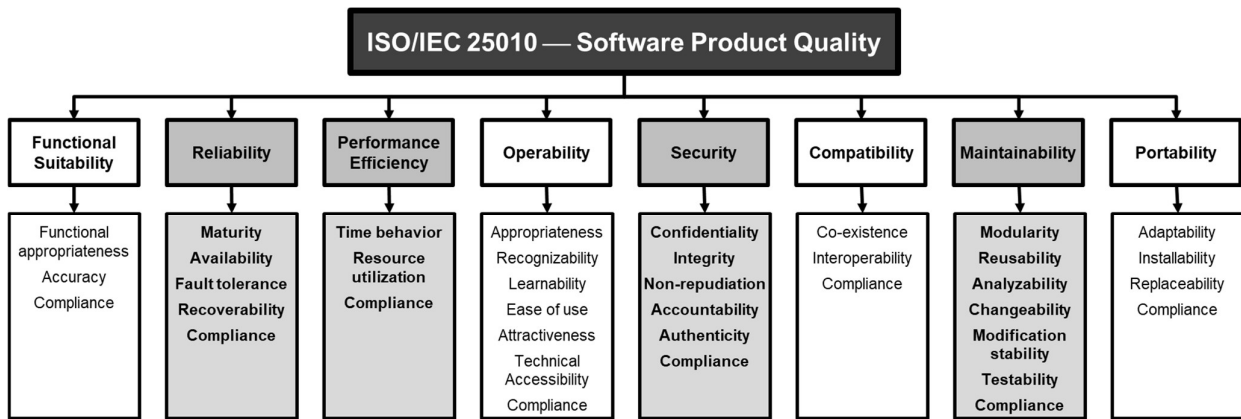 ISO/IEC 25010 — Software Product Quality
Functional
Suitability
Reliability
Performance
Efficiency
Operability
Security
Compatibility
Maintainability
Portability
Functional
appropriateness
Accuracy
Compliance
Maturity
Availability
Fault tolerance
Recoverability
Compliance
Time behavior
Resource
utilization
Compliance
Appropriateness
Recognizability
Learnability
Ease of use
Attractiveness
Technical
Accessibility
Compliance
Confidentiality
Integrity
Non-repudiation
Accountability
Authenticity
Compliance
Co-existence
Interoperability
Compliance
Modularity
Reusability
Analyzability
Changeability
Modification
stability
Testability
Compliance
Adaptability
Installability
Replaceability
Compliance